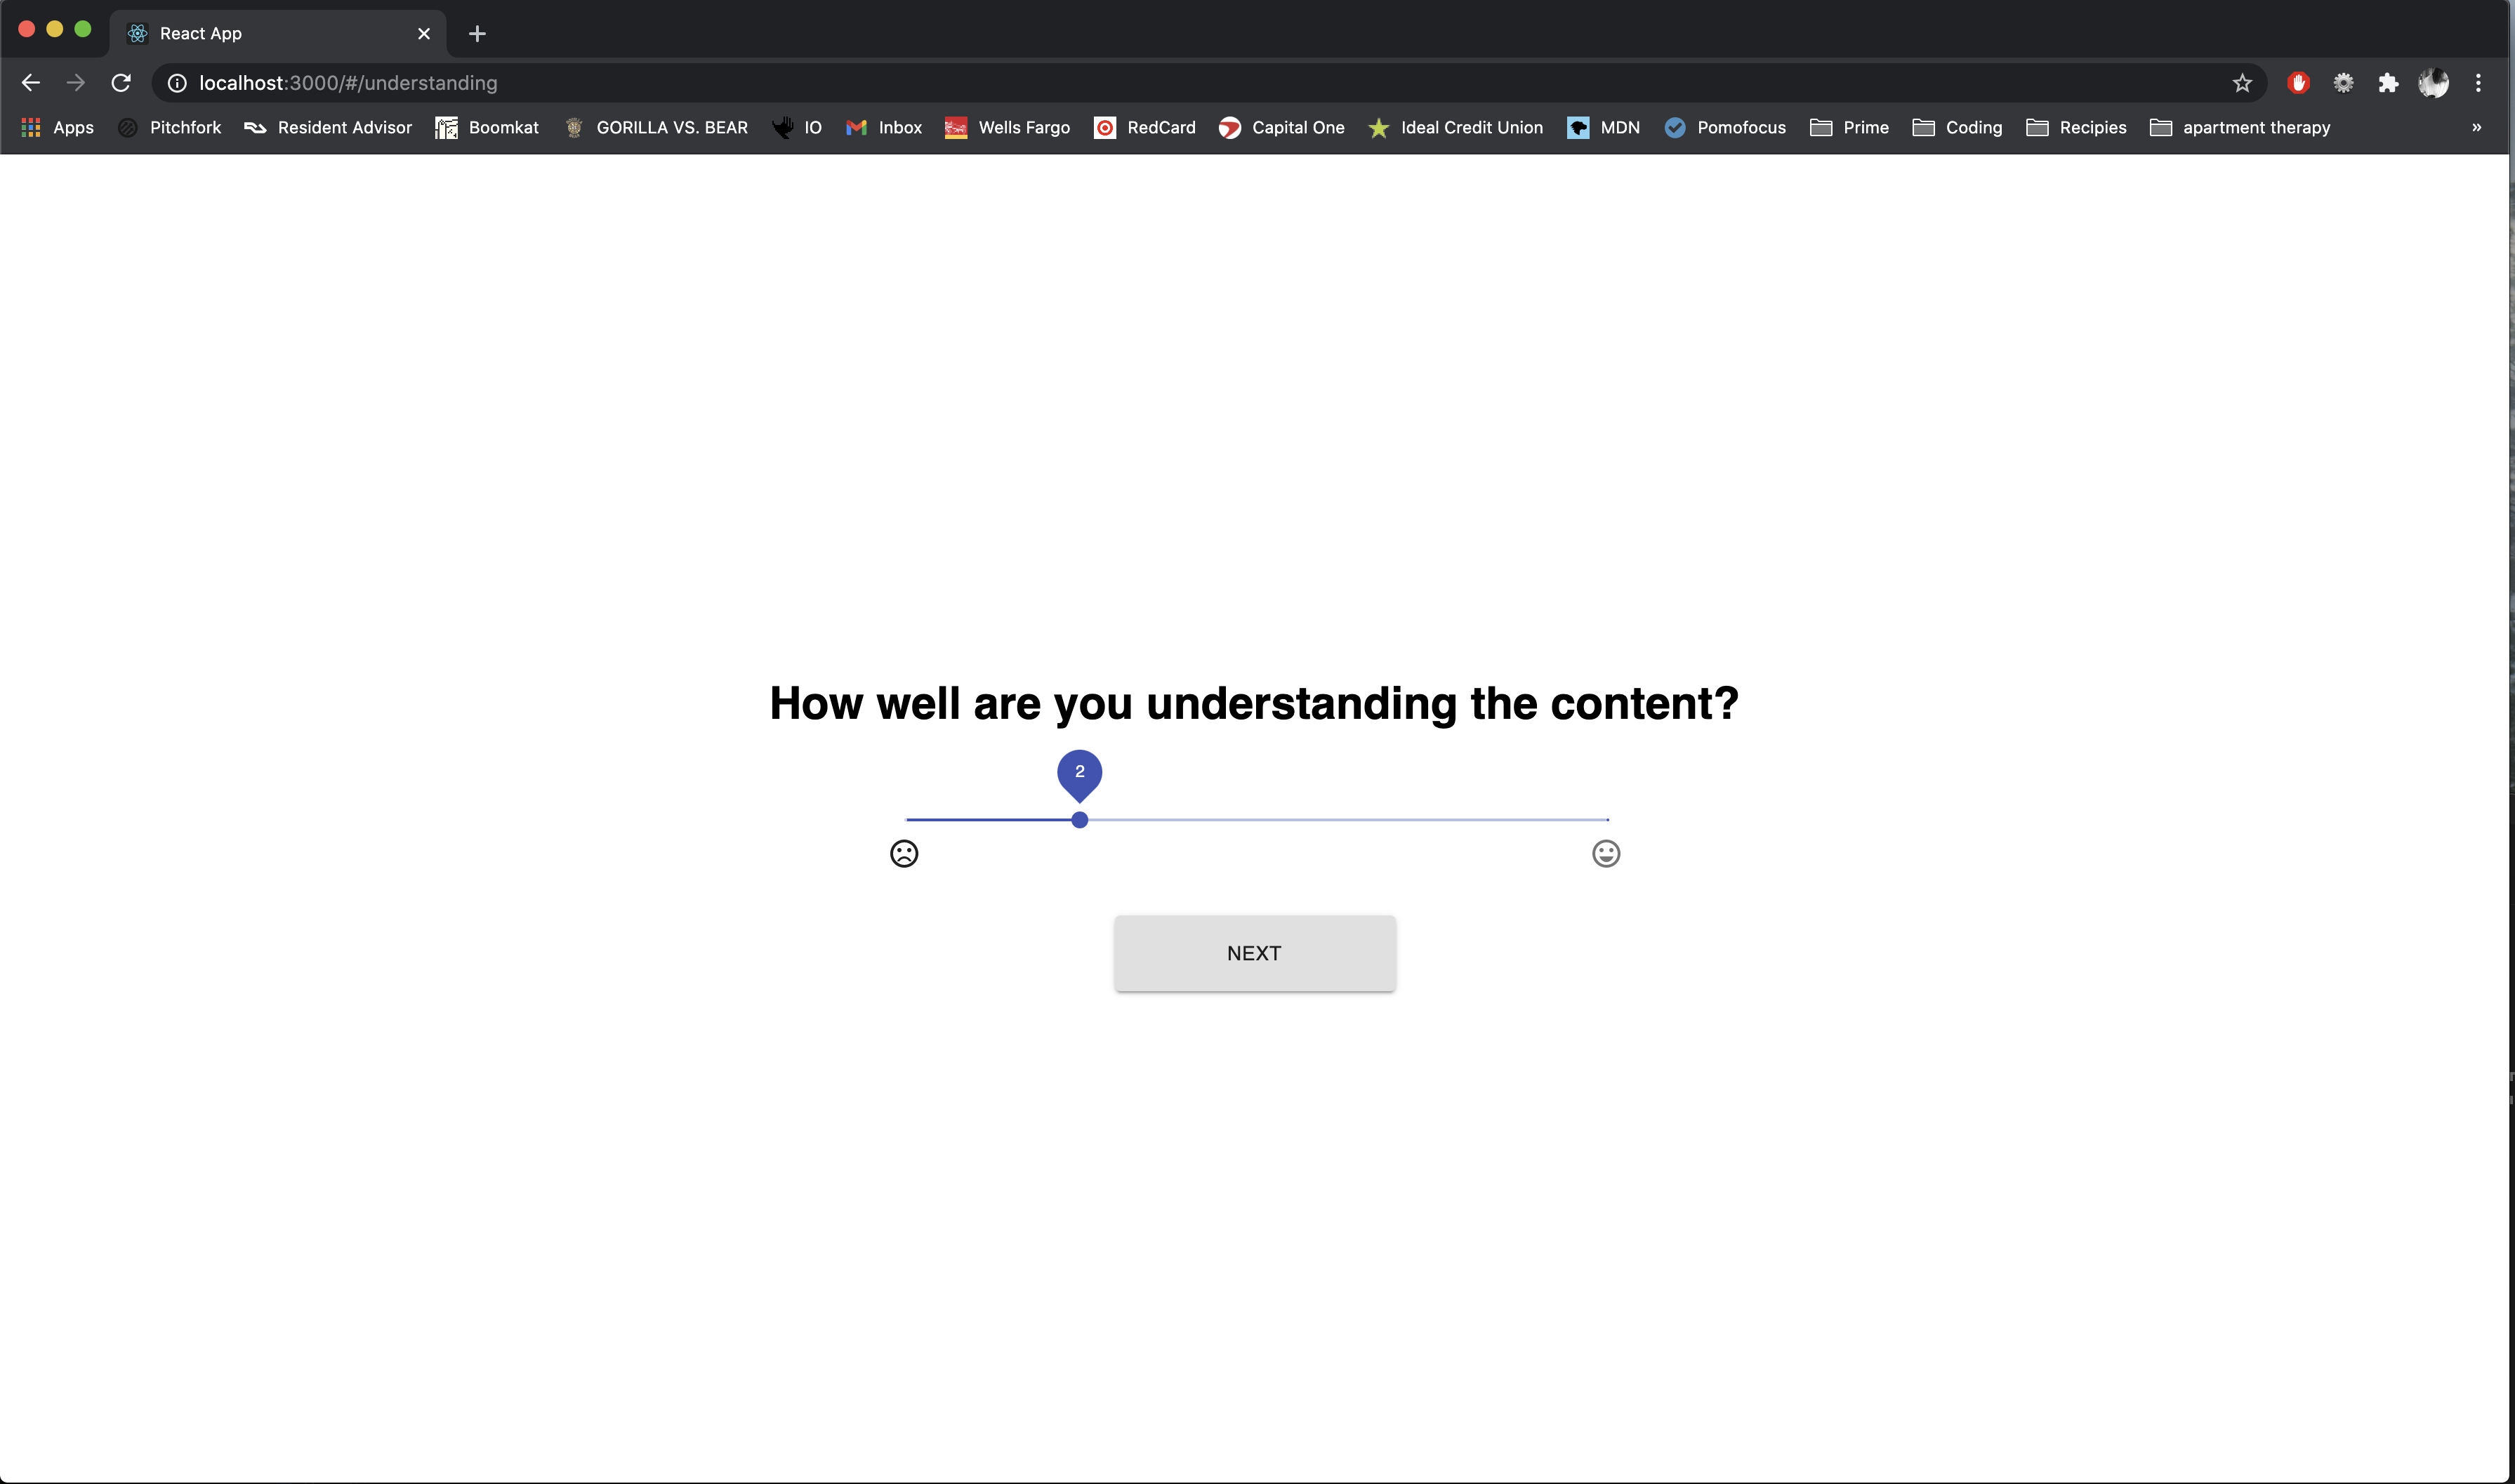 React App
localhost:3000/#/understanding
Apps Pitchfork Resident Advisor Boomkat GORILLA VS. BEAR IO Inbox Wells Fargo RedCard Capital One Ideal Credit Union MDN Pomofocus Prime Coding Recipies apartment therapy »
How well are you understanding the content?
2
NEXT